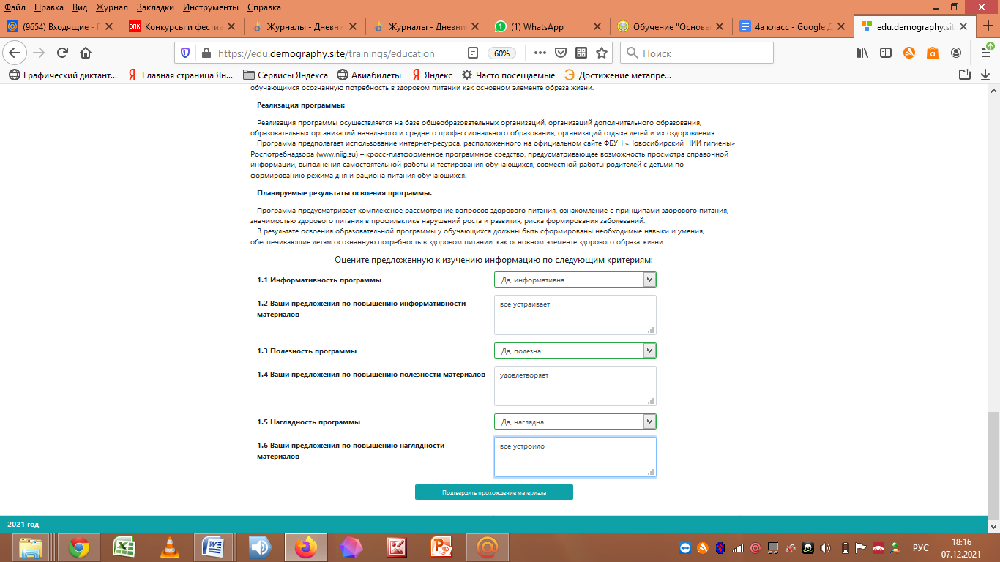 Файл Правка Вид Журнал Закладки Инструменты Справка
(9654) Входящие - Конкурсы и фестив Журналы - Дневни Журналы - Дневни (1) WhatsApp Обучение "Основы 4а класс - Google Д edu.demography.sit
https://edu.demography.site/trainings/education 60% Поиск
Графический диктант... Главная страница Ян... Сервисы Яндекса Авиабилеты Яндекс Часто посещаемые Достижение метапре...
обучающимся осознанную потребность в здоровом питании как основном элементе образа жизни.
Реализация программы:
Реализация программы осуществляется на базе общеобразовательных организаций, организаций дополнительного образования,
образовательных организаций начального и среднего профессионального образования, организаций отдыха детей и их оздоровления.
Программа предполагает использование интернет-ресурса, расположенного на официальном сайте ФБУН «Новосибирский НИИ гигиены»
Роспотребнадзора (www.niig.su) – кросс-платформенное программное средство, предусматривающее возможность просмотра справочной
информации, выполнения самостоятельной работы и тестирования обучающихся, совместной работы родителей с детьми по
формированию режима дня и рациона питания обучающихся.
Планируемые результаты освоения программы.
Программа предусматривает комплексное рассмотрение вопросов здорового питания, ознакомление с принципами здорового питания,
значимостью здорового питания в профилактике нарушений роста и развития, риска формирования заболеваний.
В результате освоения образовательной программы у обучающихся должны быть сформированы необходимые навыки и умения,
обеспечивающие детям осознанную потребность в здоровом питании, как основном элементе здорового образа жизни.
Оцените предложенную к изучению информацию по следующим критериям:
1.1 Информативность программы Да, информативна
1.2 Ваши предложения по повышению информативности
материалов
все устраивает
1.3 Полезность программы Да, полезна
1.4 Ваши предложения по повышению полезности материалов удовлетворяет
1.5 Наглядность программы Да, наглядна
1.6 Ваши предложения по повышению наглядности
материалов
все устроило
Подтвердить прохождение материала
2021 год
РУС 18:16
07.12.2021